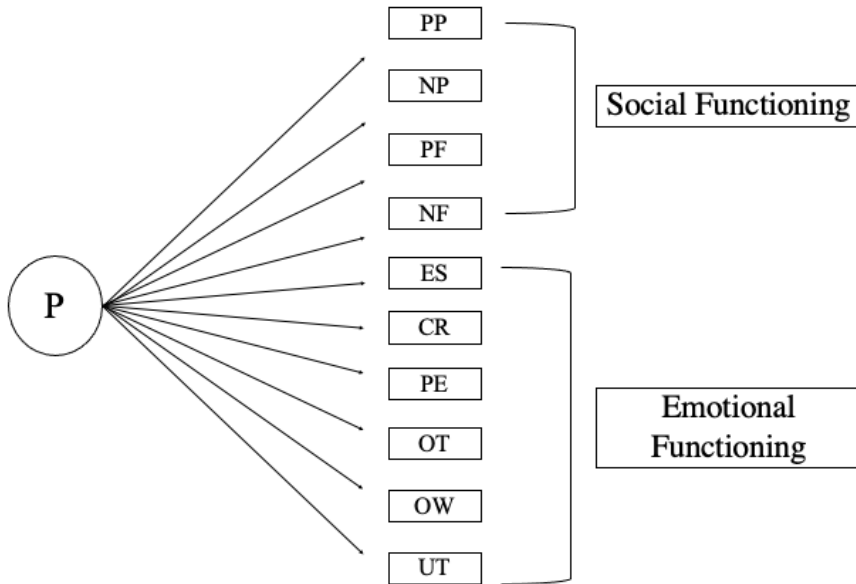 PP
NP
PF
NF
ES
CR
PE
OT
OW
UT
P
Social Functioning
Emotional
Functioning